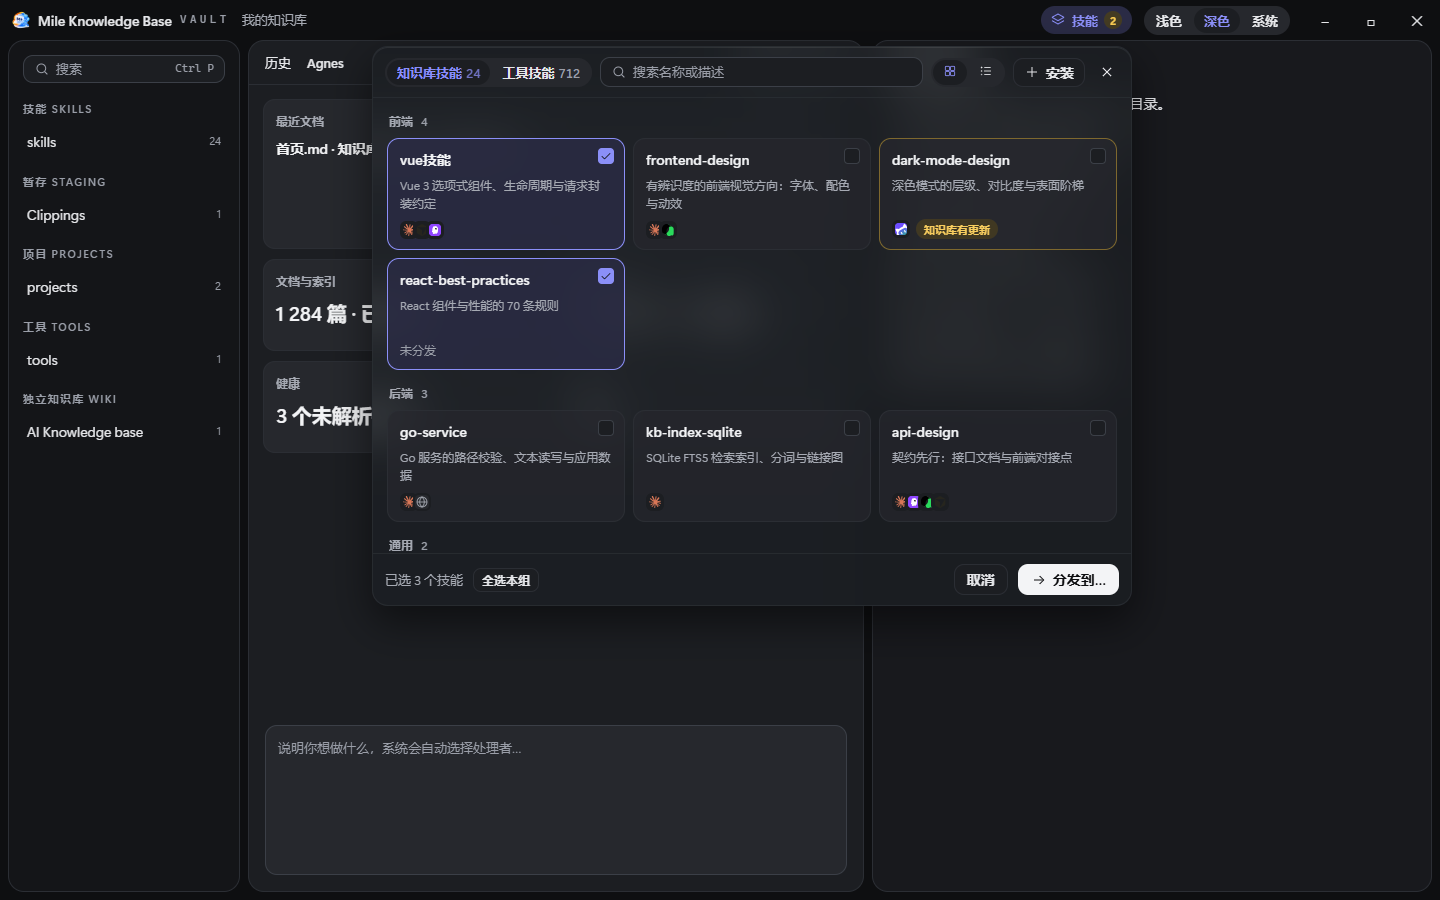 Mile Knowledge Base VAULT 我的知识库
技能 2
浅色 深色 系统
搜索 Ctrl P
技能 SKILLS
skills 24
暂存 STAGING
Clippings 1
项目 PROJECTS
projects 2
工具 TOOLS
tools 1
独立知识库 WIKI
AI Knowledge base 1
历史 Agnes
最近文档
首页.md · 知识库
文档与索引
1 284 篇 · 已
健康
3 个未解析
说明你想做什么，系统会自动选择处理者...
目录。
知识库技能 24 工具技能 712
搜索名称或描述
安装
前端 4
vue技能
Vue 3 选项式组件、生命周期与请求封
装约定
frontend-design
有辨识度的前端视觉方向：字体、配色
与动效
dark-mode-design
深色模式的层级、对比度与表面阶梯
知识库有更新
react-best-practices
React 组件与性能的 70 条规则
未分发
后端 3
go-service
Go 服务的路径校验、文本读写与应用数
据
kb-index-sqlite
SQLite FTS5 检索索引、分词与链接图
api-design
契约先行：接口文档与前端对接点
通用 2
已选 3 个技能 全选本组
取消
分发到...